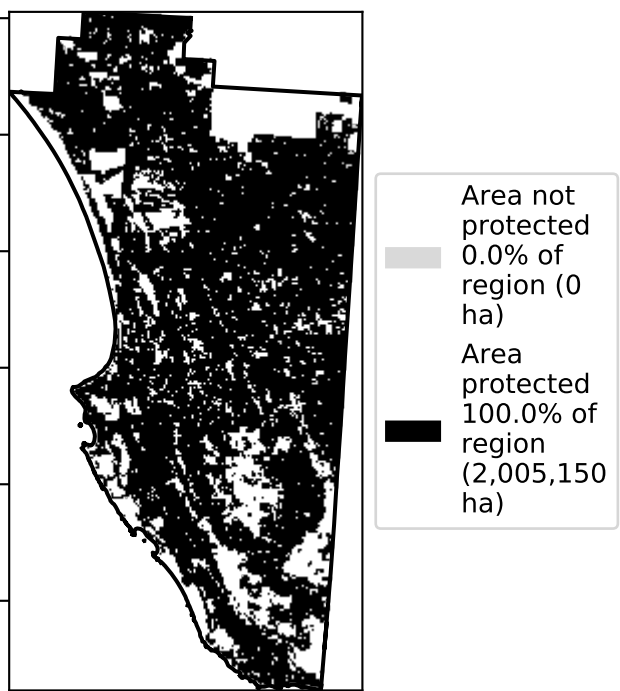 Area not
protected
0.0% of
region (0
ha)
Area
protected
100.0% of
region
(2,005,150
ha)